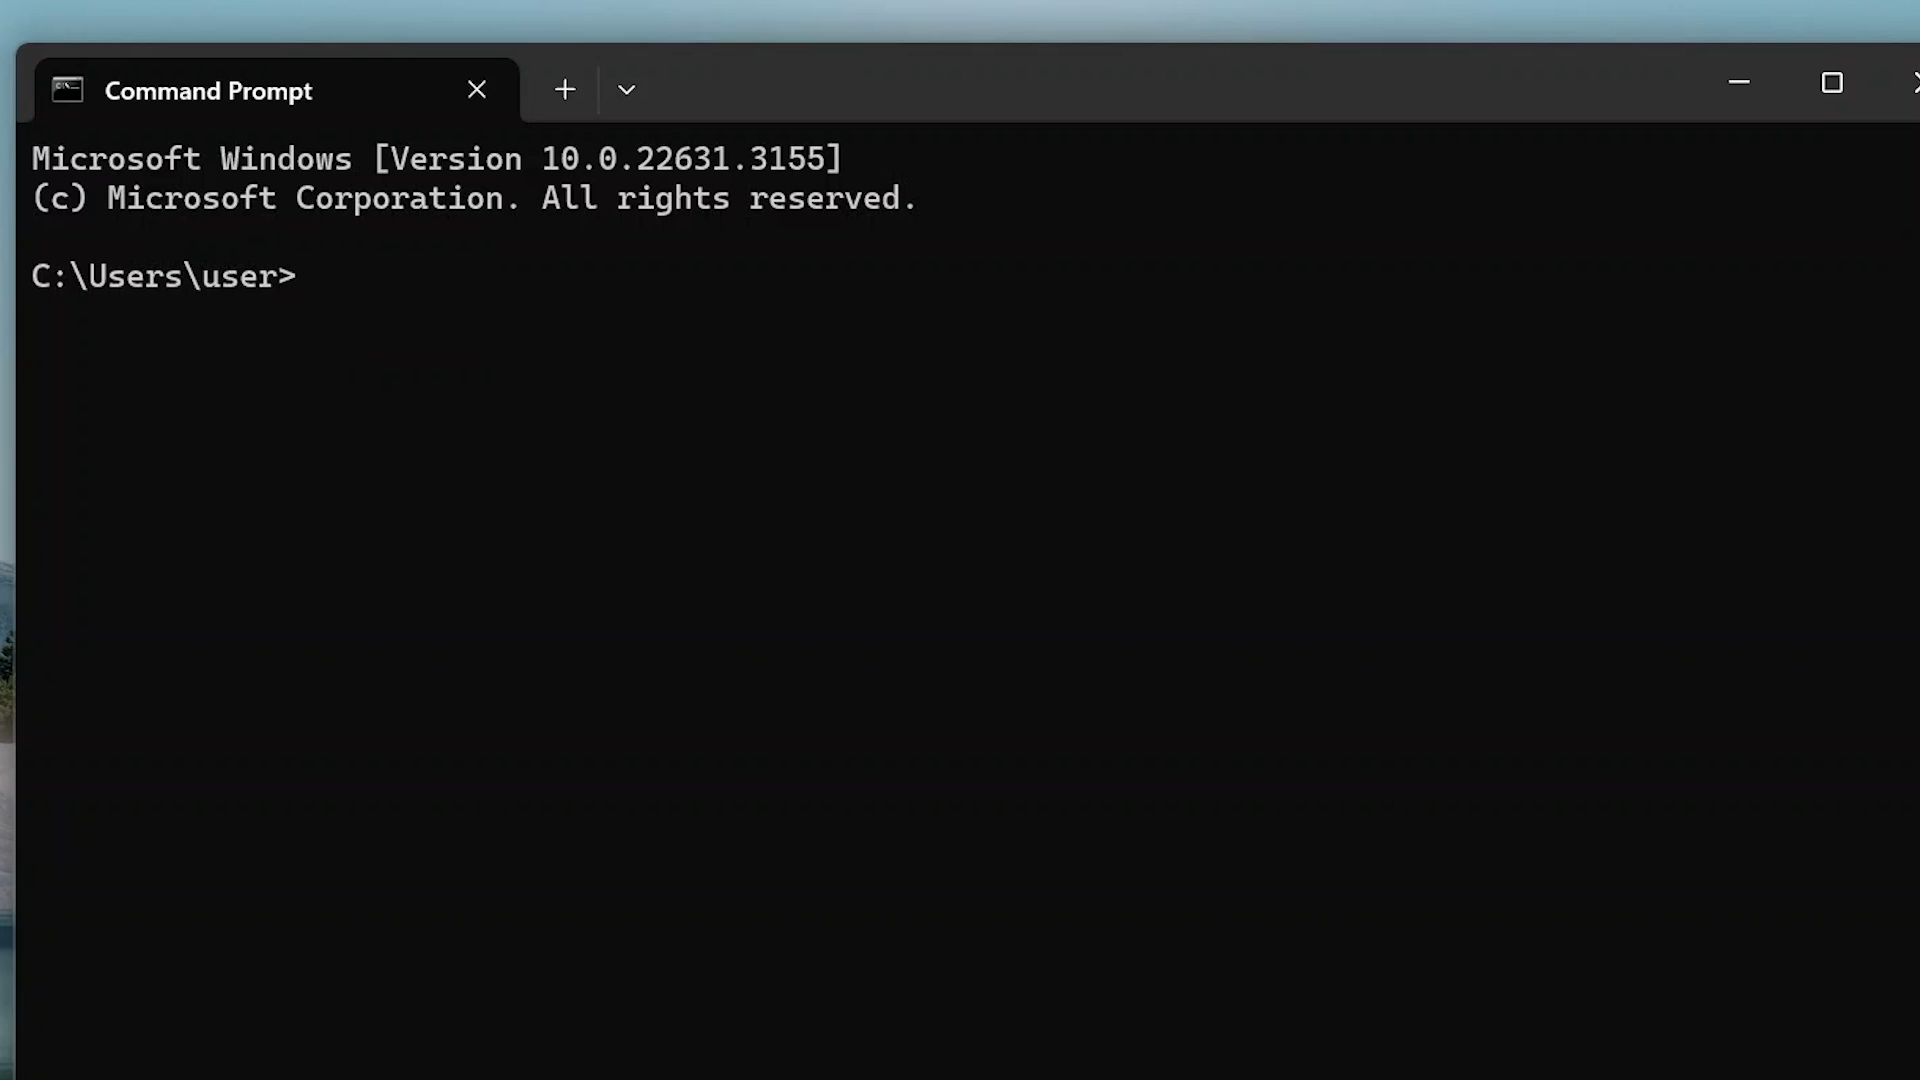 Command Prompt
Microsoft Windows [Version 10.0.22631.3155]
(c) Microsoft Corporation. All rights reserved.
C:\Users\user>